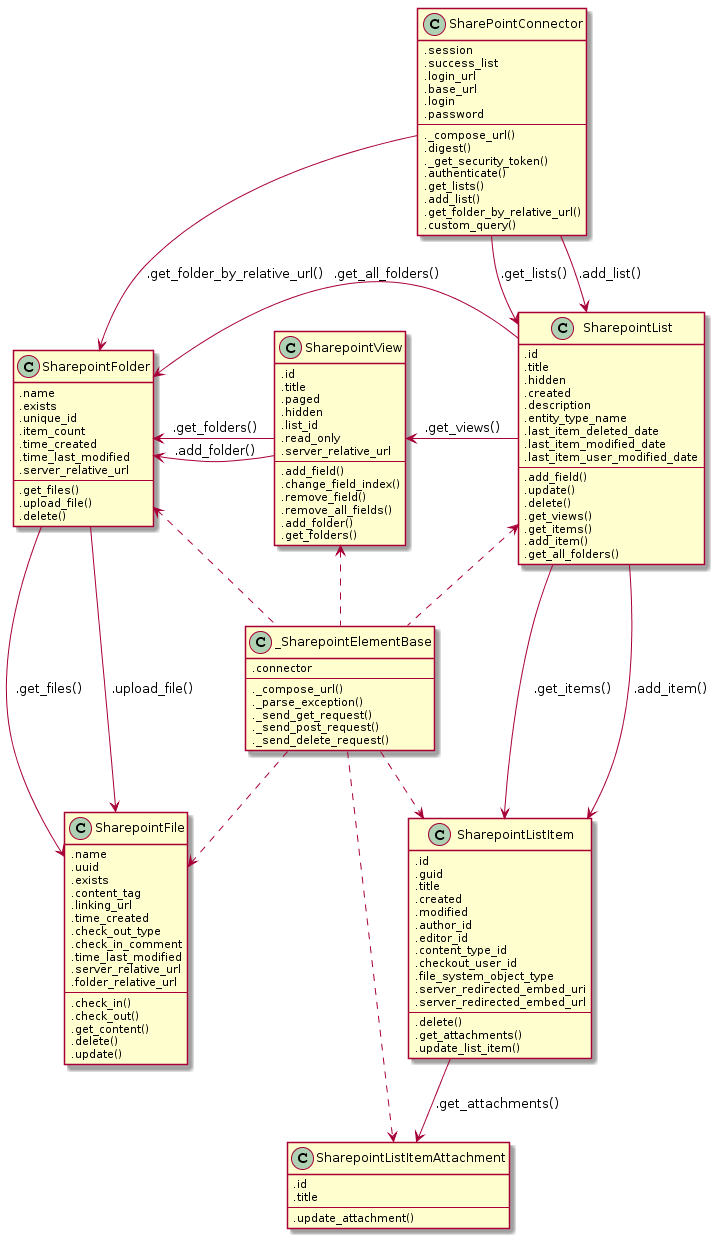 C SharePointConnector
.session
.success_list
.login_url
.base_url
.login
.password
._compose_url()
.digest()
._get_security_token()
.authenticate()
.get_lists()
.add_list()
.get_folder_by_relative_url()
.custom_query()
.get_folder_by_relative_url()
.get_all_folders()
.get_lists()
.add_list()
C SharepointFolder
.name
.exists
.unique_id
.item_count
.time_created
.time_last_modified
.server_relative_url
.get_files()
.upload_file()
.delete()
.get_folders()
.add_folder()
C SharepointView
.id
.title
.paged
.hidden
.list_id
.read_only
.server_relative_url
.add_field()
.change_field_index()
.remove_field()
.remove_all_fields()
.add_folder()
.get_folders()
.get_views()
C SharepointList
.id
.title
.hidden
.created
.description
.entity_type_name
.last_item_deleted_date
.last_item_modified_date
.last_item_user_modified_date
.add_field()
.update()
.delete()
.get_views()
.get_items()
.add_item()
.get_all_folders()
C _SharepointElementBase
.connector
._compose_url()
._parse_exception()
._send_get_request()
._send_post_request()
._send_delete_request()
.get_files()
.upload_file()
.get_items()
.add_item()
C SharepointFile
.name
.uuid
.exists
.content_tag
.linking_url
.time_created
.check_out_type
.check_in_comment
.time_last_modified
.server_relative_url
.folder_relative_url
.check_in()
.check_out()
.get_content()
.delete()
.update()
C SharepointListItem
.id
.guid
.title
.created
.modified
.author_id
.editor_id
.content_type_id
.checkout_user_id
.file_system_object_type
.server_redirected_embed_uri
.server_redirected_embed_url
.delete()
.get_attachments()
.update_list_item()
.get_attachments()
C SharepointListItemAttachment
.id
.title
.update_attachment()